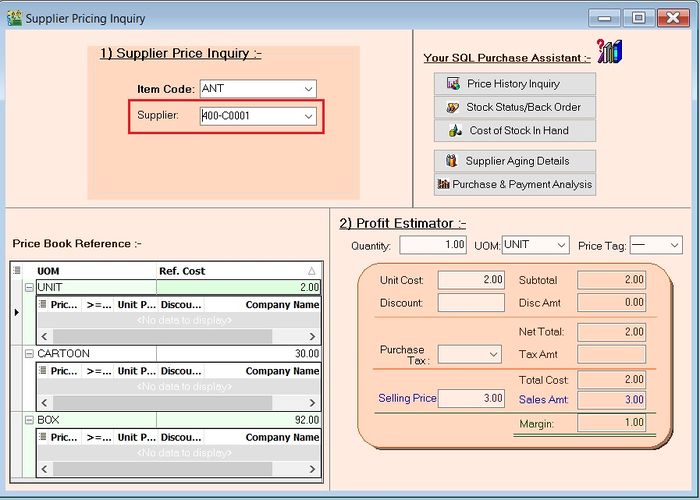 Supplier Pricing Inquiry
1) Supplier Price Inquiry :-
Item Code: ANT
Supplier: 400-C0001
Your SQL Purchase Assistant :-
Price History Inquiry
Stock Status/Back Order
Cost of Stock In Hand
Supplier Aging Details
Purchase & Payment Analysis
Price Book Reference :-
UOM Ref. Cost
UNIT 2.00
Pric... >=... Unit P... Discou... Company Name
<No data to display>
CARTOON 30.00
Pric... >=... Unit P... Discou... Company Name
<No data to display>
BOX 92.00
Pric... >=... Unit P... Discou... Company Name
<No data to display>
2) Profit Estimator :-
Quantity: 1.00 UOM: UNIT Price Tag: —
Unit Cost: 2.00 Subtotal 2.00
Discount: Disc Amt 0.00
Net Total: 2.00
Purchase Tax: Tax Amt
Total Cost: 2.00
Selling Price 3.00 Sales Amt: 3.00
Margin: 1.00